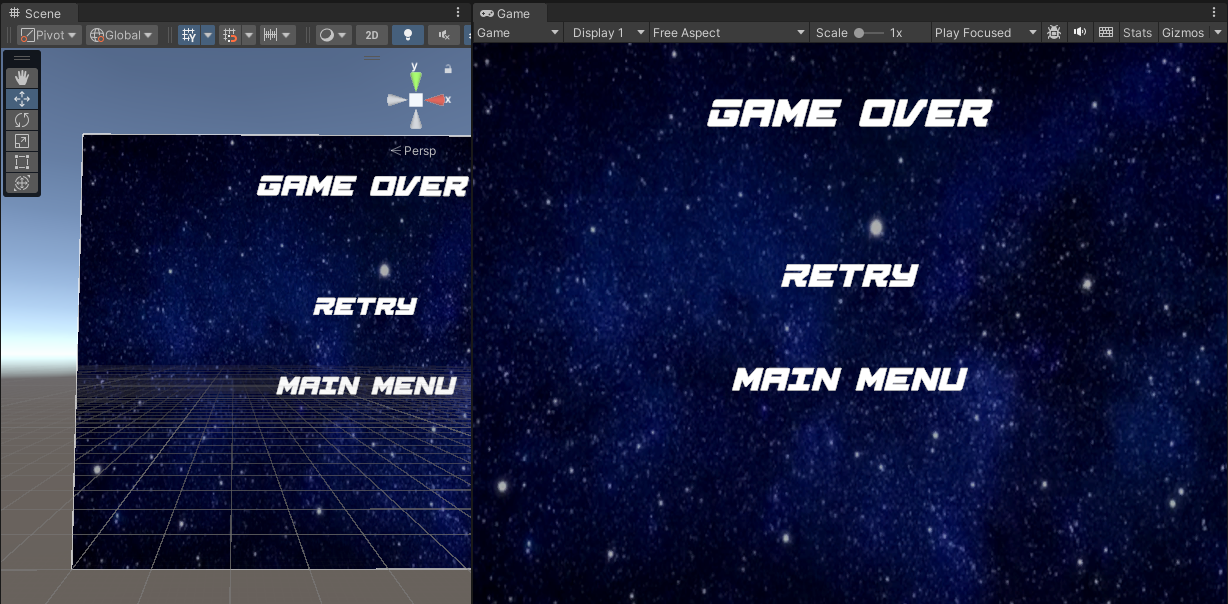 Scene
Game
Pivot
Global
2D
Game
Display 1
Free Aspect
Scale
1x
Play Focused
Stats
Gizmos
y
x
Persp
GAME OVER
RETRY
MAIN MENU
GAME OVER
RETRY
MAIN MENU